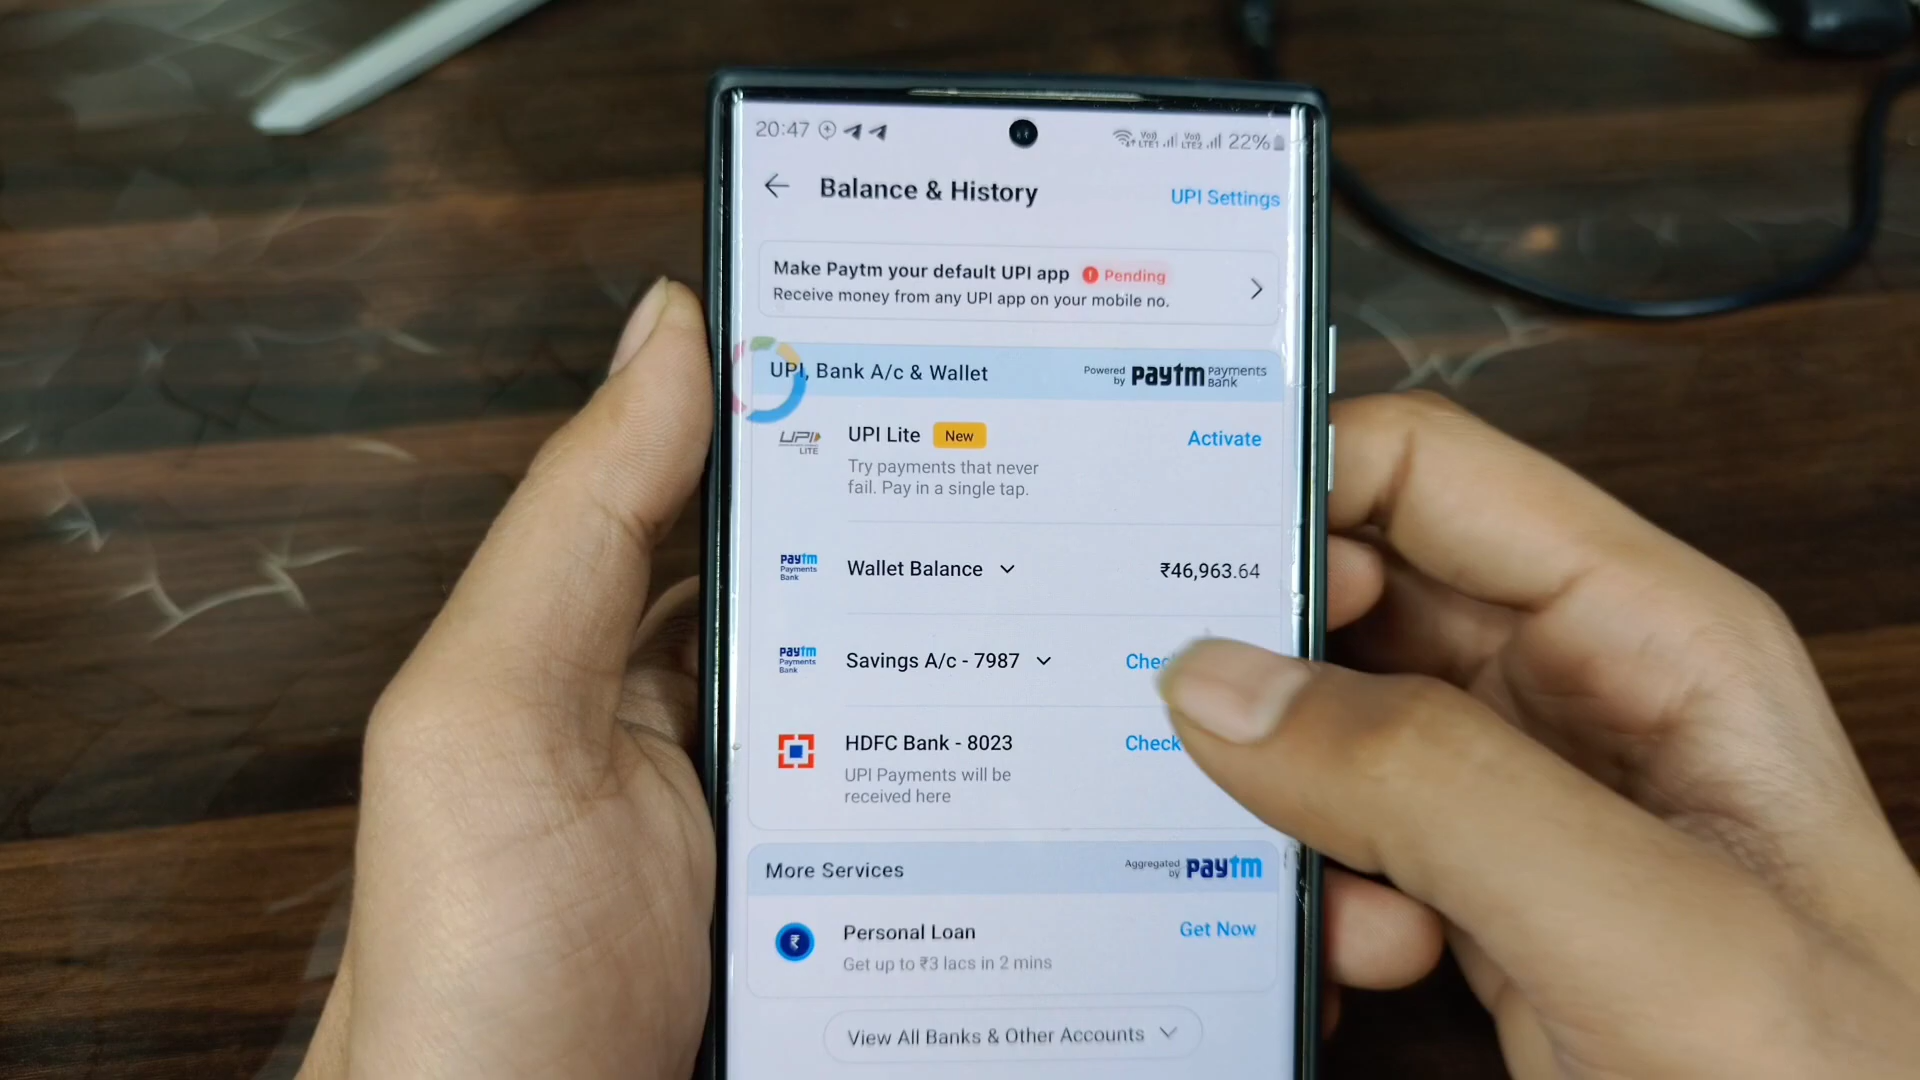 20:47
Vo)) LTE1 Vo)) LTE2 22%
Balance & History
UPI Settings
Make Paytm your default UPI app ! Pending
Receive money from any UPI app on your mobile no.
UPI, Bank A/c & Wallet
Powered by paytm Payments Bank
UPI LITE
UPI Lite New
Activate
Try payments that never
fail. Pay in a single tap.
paytm Payments Bank
Wallet Balance
₹46,963.64
paytm Payments Bank
Savings A/c - 7987
Chec
HDFC Bank - 8023
Check
UPI Payments will be
received here
More Services
Aggregated by paytm
₹
Personal Loan
Get Now
Get up to ₹3 lacs in 2 mins
View All Banks & Other Accounts